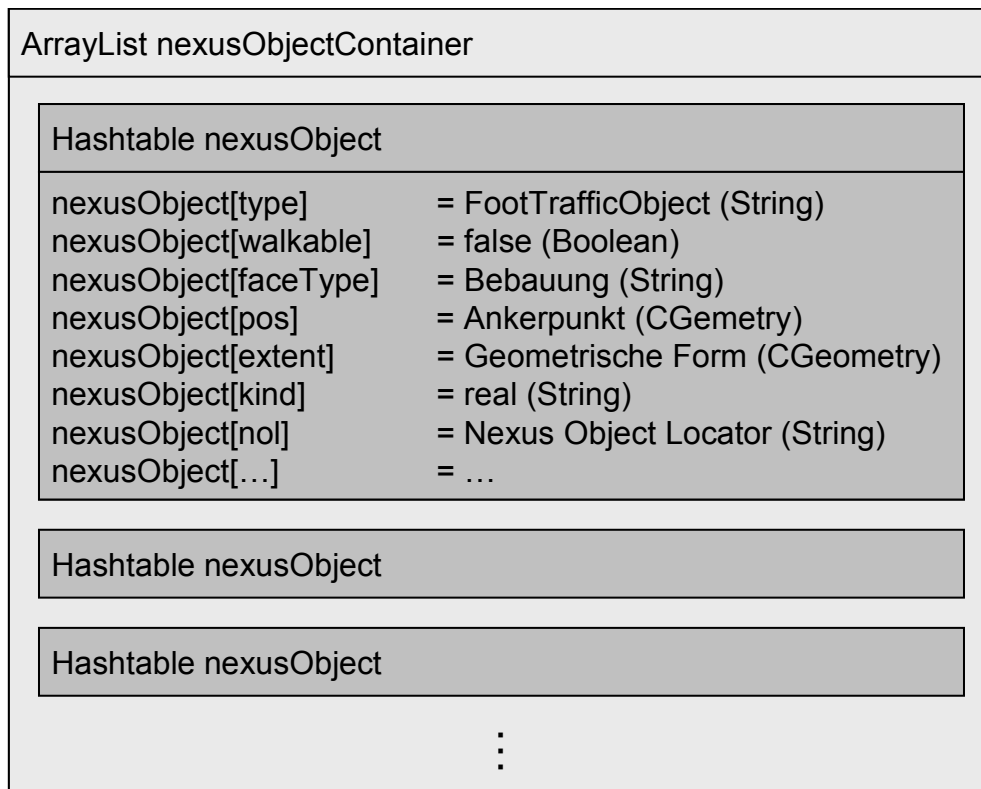 ArrayList nexusObjectContainer
Hashtable nexusObject
nexusObject[type] = FootTrafficObject (String)
nexusObject[walkable] = false (Boolean)
nexusObject[faceType] = Bebauung (String)
nexusObject[pos] = Ankerpunkt (CGemetry)
nexusObject[extent] = Geometrische Form (CGeometry)
nexusObject[kind] = real (String)
nexusObject[nol] = Nexus Object Locator (String)
nexusObject[…] = …
Hashtable nexusObject
Hashtable nexusObject
⋮